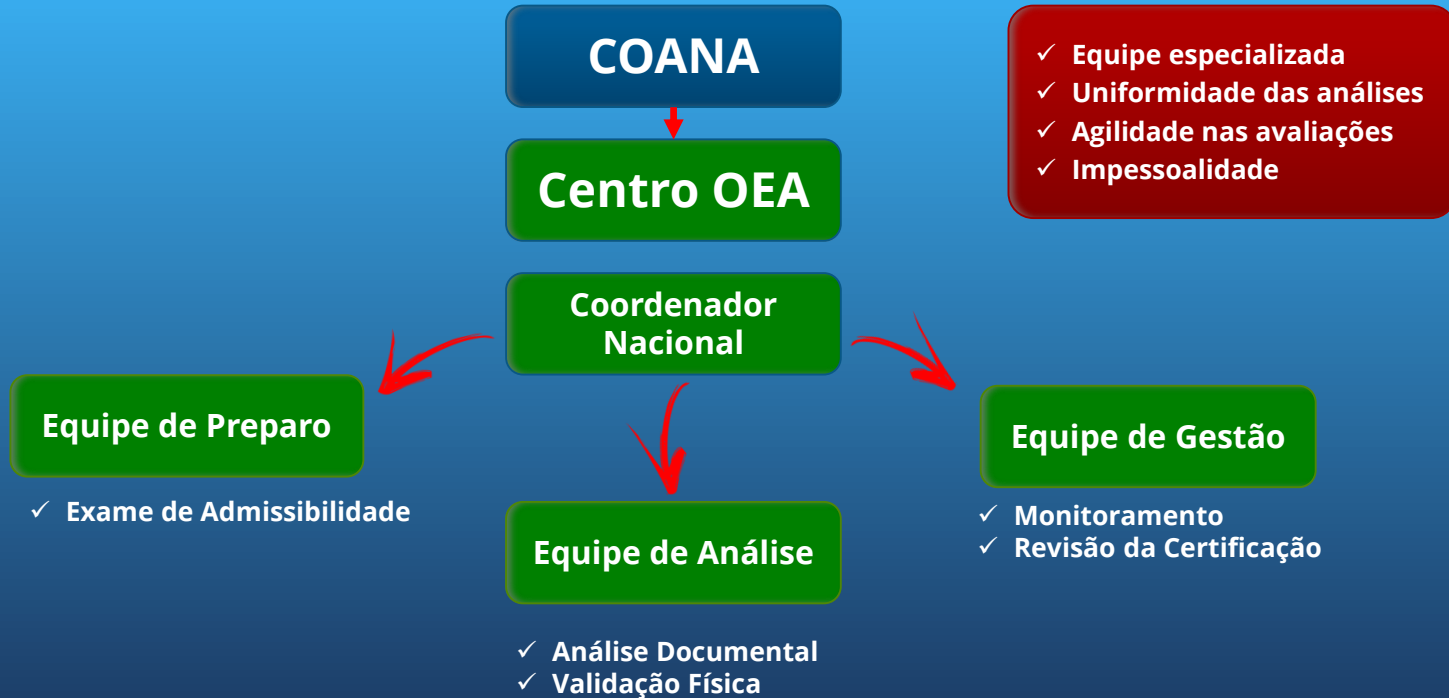 COANA
✓ Equipe especializada
✓ Uniformidade das análises
✓ Agilidade nas avaliações
✓ Impessoalidade
Centro OEA
Coordenador
Nacional
Equipe de Preparo
✓ Exame de Admissibilidade
Equipe de Análise
✓ Análise Documental
✓ Validação Física
Equipe de Gestão
✓ Monitoramento
✓ Revisão da Certificação